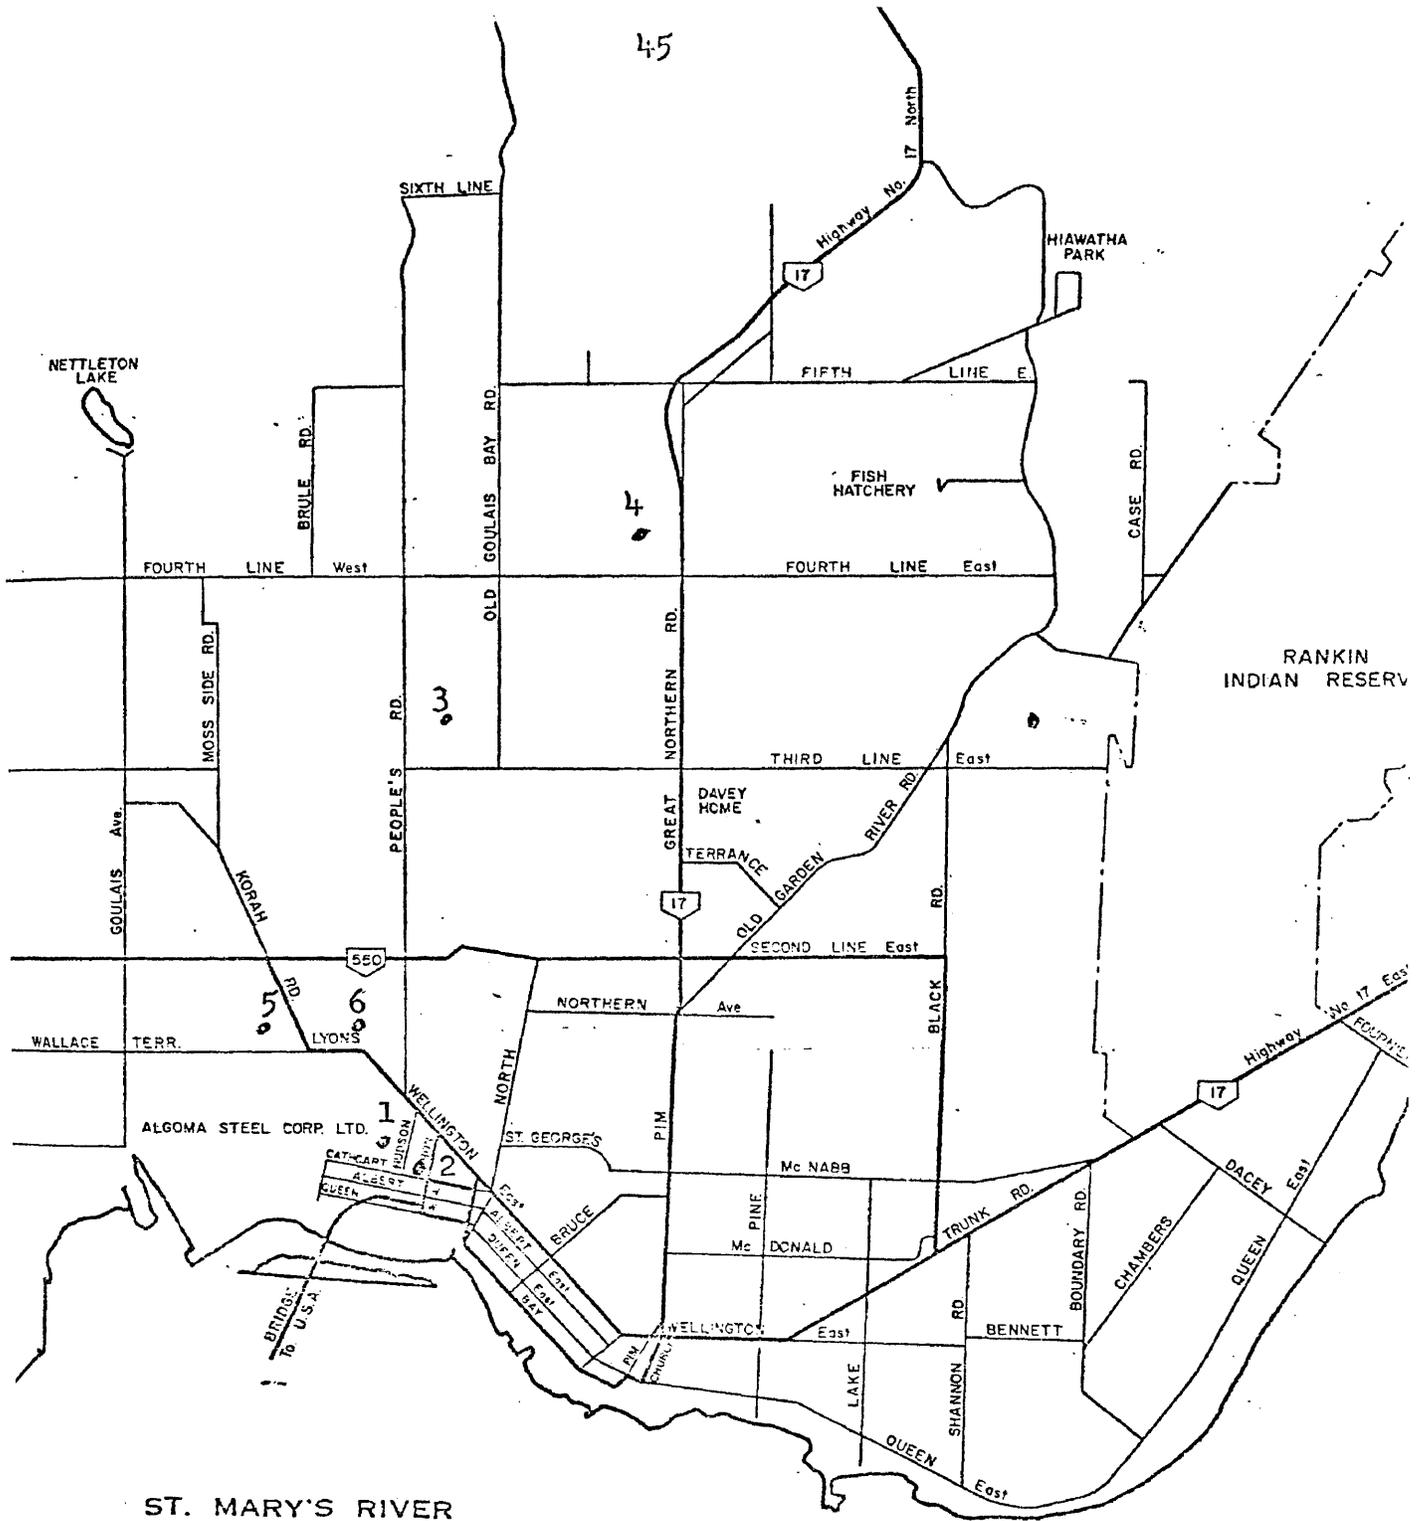 45
17 North
Highway No.
SIXTH LINE
HIAWATHA
PARK
17
NETTLETON
LAKE
FIFTH LINE E.
BRULE RD.
OLD GOULAIS BAY RD.
CASE RD.
FISH
HATCHERY
4
FOURTH LINE West
FOURTH LINE East
MOSS SIDE RD.
RANKIN
INDIAN RESERV
3
PEOPLE'S RD.
GREAT NORTHERN RD.
THIRD LINE East
DAVEY
HOME
GOULAIS Ave.
KORAH RD.
TERRANCE
OLD GARDEN RIVER RD.
17
550
SECOND LINE East
BLACK RD.
5
6
NORTHERN Ave
WALLACE TERR.
LYONS
NORTH
Highway No 17 East
17
1
ALGOMA STEEL CORP. LTD.
HUDSON
WELLINGTON East
2
PIM
ST. GEORGE'S
CATHCART
ALBERT
QUEEN
Mc NABB
DACEY
QUEEN East
ALBERT East
QUEEN East
BAY
BRUCE
PINE
Mc DONALD
TRUNK RD.
BOUNDARY RD.
CHAMBERS
BRIDGE
To U.S.A.
WELLINGTON East
BENNETT
PIM
CHURCH
LAKE
SHANNON RD
QUEEN East
ST. MARY'S RIVER